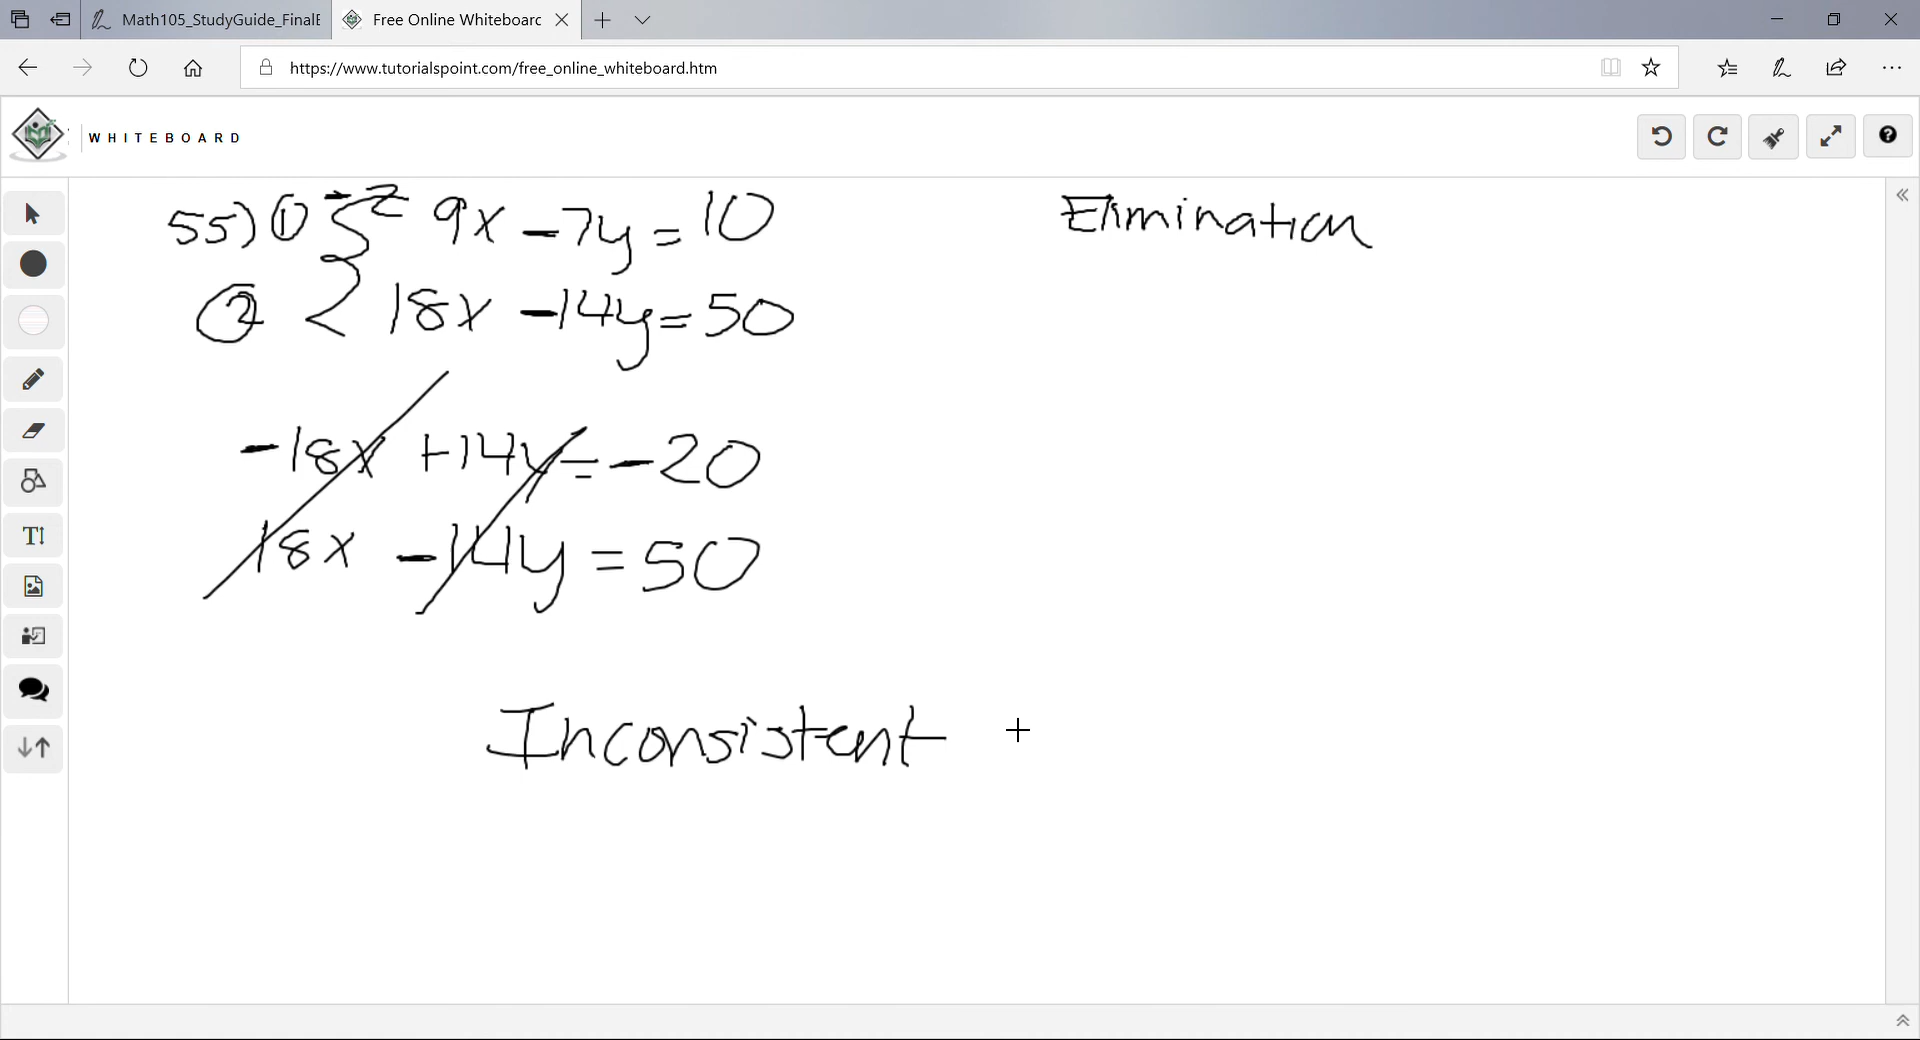 Math105_StudyGuide_FinalE
Free Online Whiteboard
https://www.tutorialspoint.com/free_online_whiteboard.htm
WHITEBOARD
55) ① -2 9x -7y = 10
Elimination
② 18x -14y = 50
-18x +14y = -20
18x -14y = 50
Inconsistent